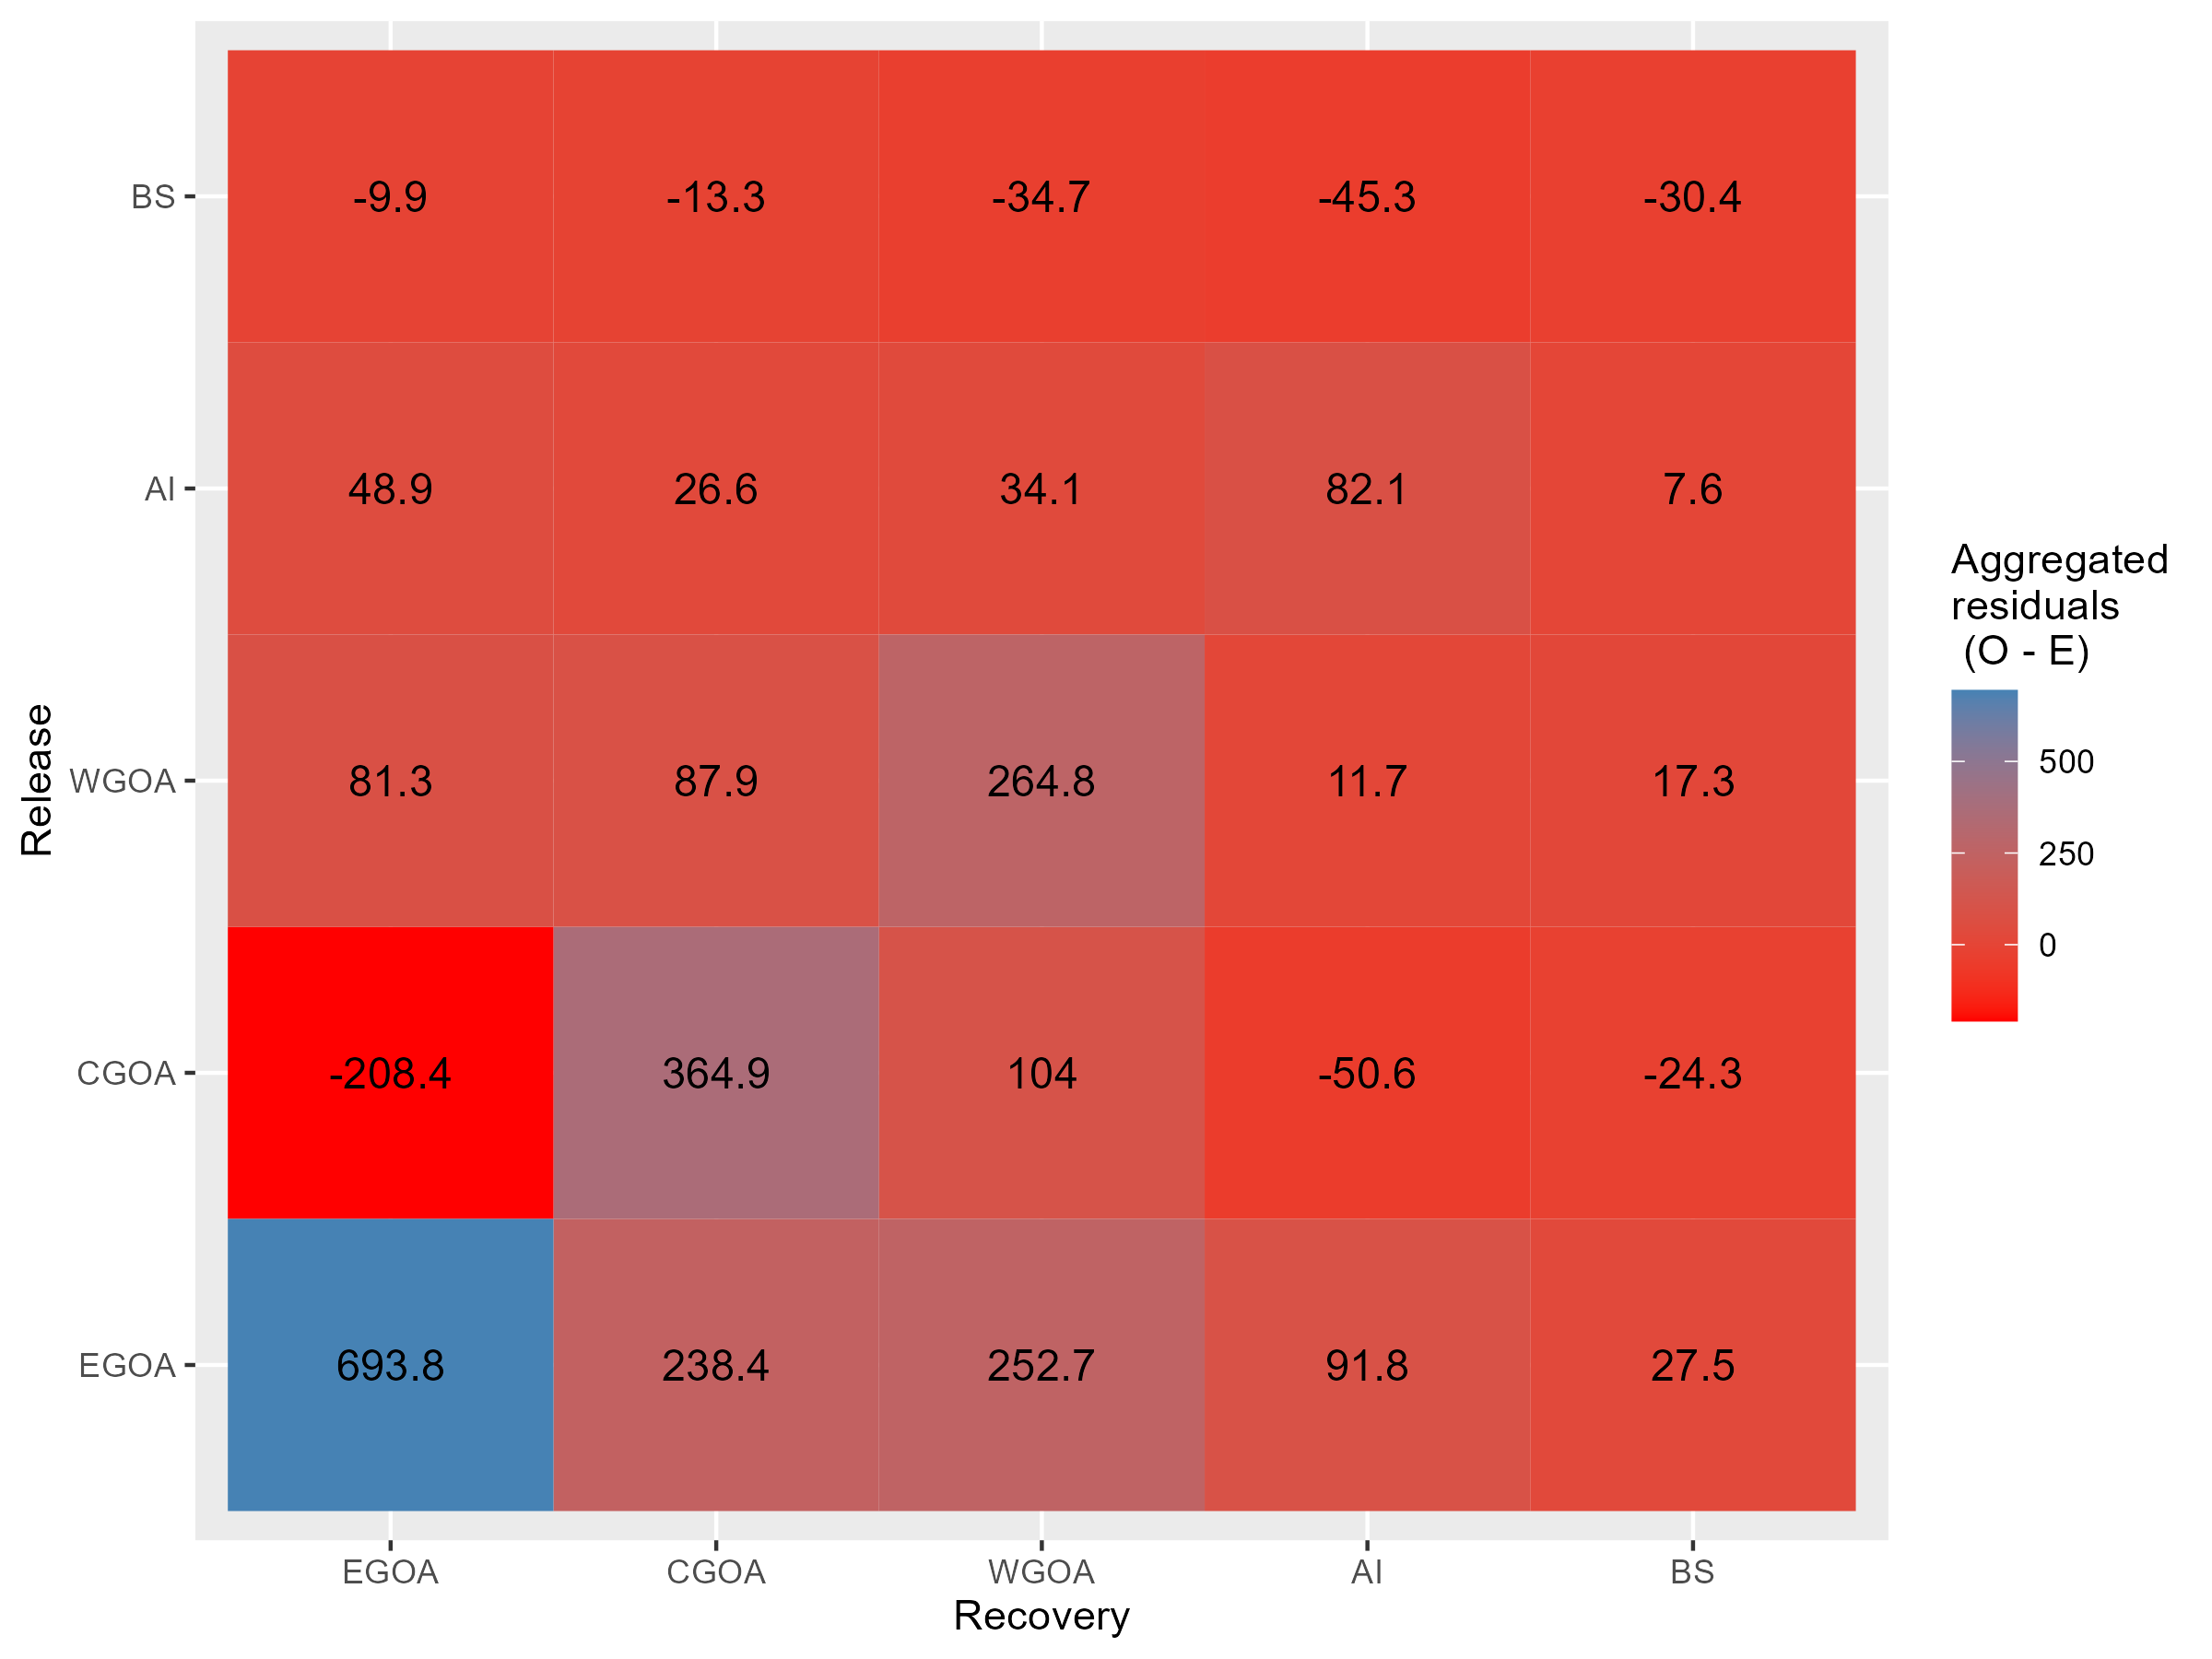 BS
-9.9
-13.3
-34.7
-45.3
-30.4
AI
48.9
26.6
34.1
82.1
7.6
WGOA
81.3
87.9
264.8
11.7
17.3
CGOA
-208.4
364.9
104
-50.6
-24.3
EGOA
693.8
238.4
252.7
91.8
27.5
EGOA
CGOA
WGOA
AI
BS
Recovery
Release
Aggregated
residuals
(O - E)
500
250
0